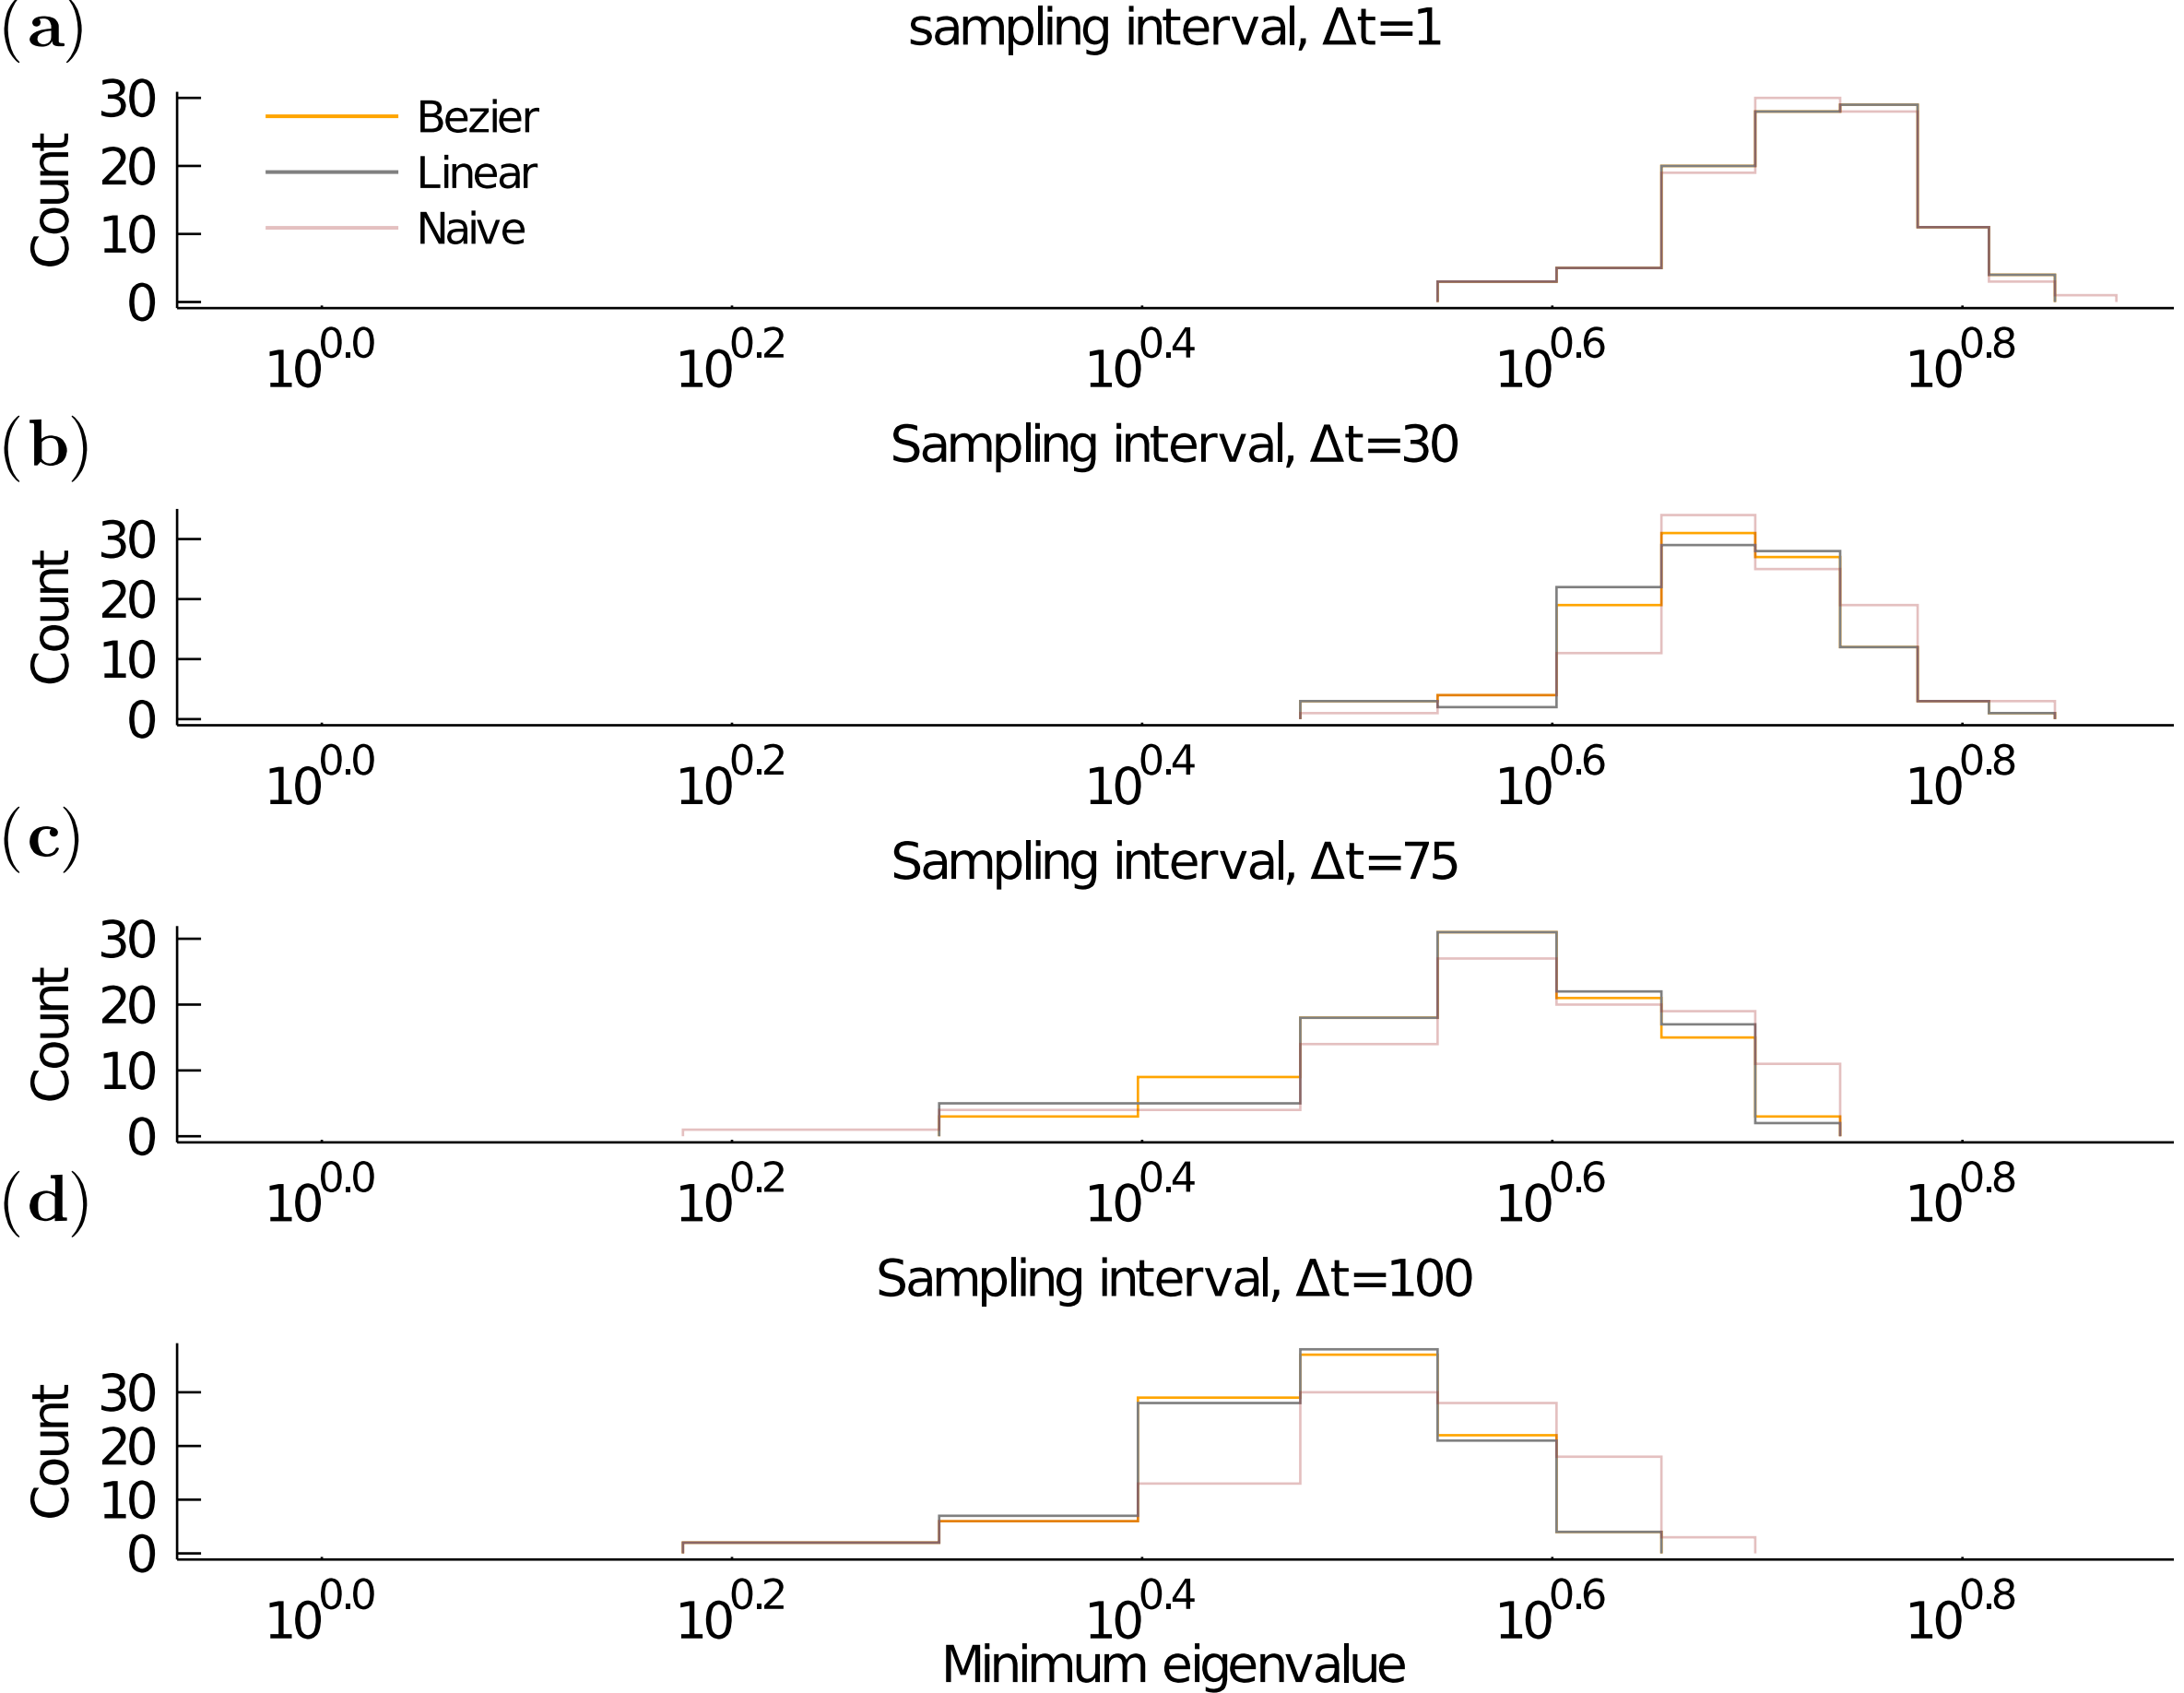 (a)
sampling interval, Δt=1
Count
30
20
10
0
Bezier
Linear
Naive
10^0.0 10^0.2 10^0.4 10^0.6 10^0.8
(b)
Sampling interval, Δt=30
Count
30
20
10
0
10^0.0 10^0.2 10^0.4 10^0.6 10^0.8
(c)
Sampling interval, Δt=75
Count
30
20
10
0
10^0.0 10^0.2 10^0.4 10^0.6 10^0.8
(d)
Sampling interval, Δt=100
Count
30
20
10
0
10^0.0 10^0.2 10^0.4 10^0.6 10^0.8
Minimum eigenvalue